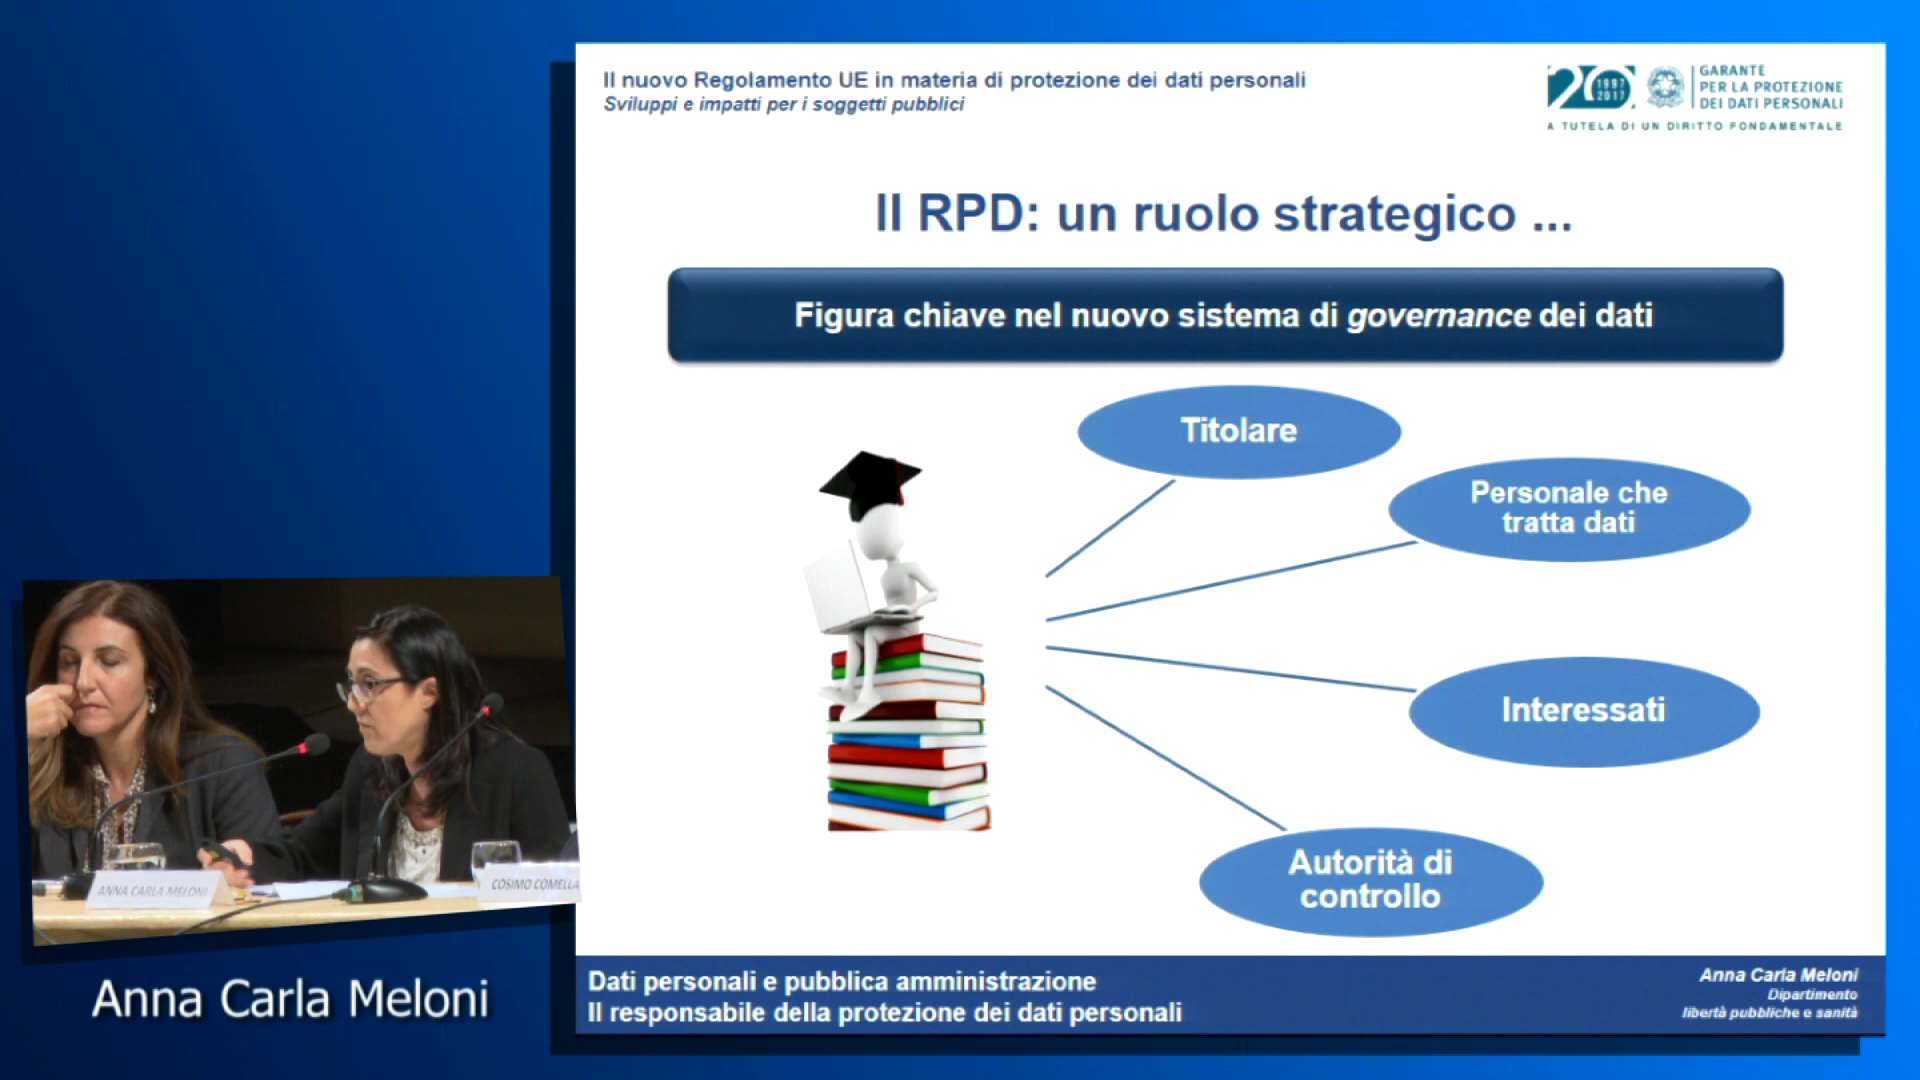 Il nuovo Regolamento UE in materia di protezione dei dati personali
Sviluppi e impatti per i soggetti pubblici
20
1997
2017
GARANTE
PER LA PROTEZIONE
DEI DATI PERSONALI
A TUTELA DI UN DIRITTO FONDAMENTALE
Il RPD: un ruolo strategico ...
Figura chiave nel nuovo sistema di governance dei dati
Titolare
Personale che
tratta dati
Interessati
Autorità di
controllo
ANNA CARLA MELONI
COSIMO COMELLA
Anna Carla Meloni
Dati personali e pubblica amministrazione
Il responsabile della protezione dei dati personali
Anna Carla Meloni
Dipartimento
libertà pubbliche e sanità